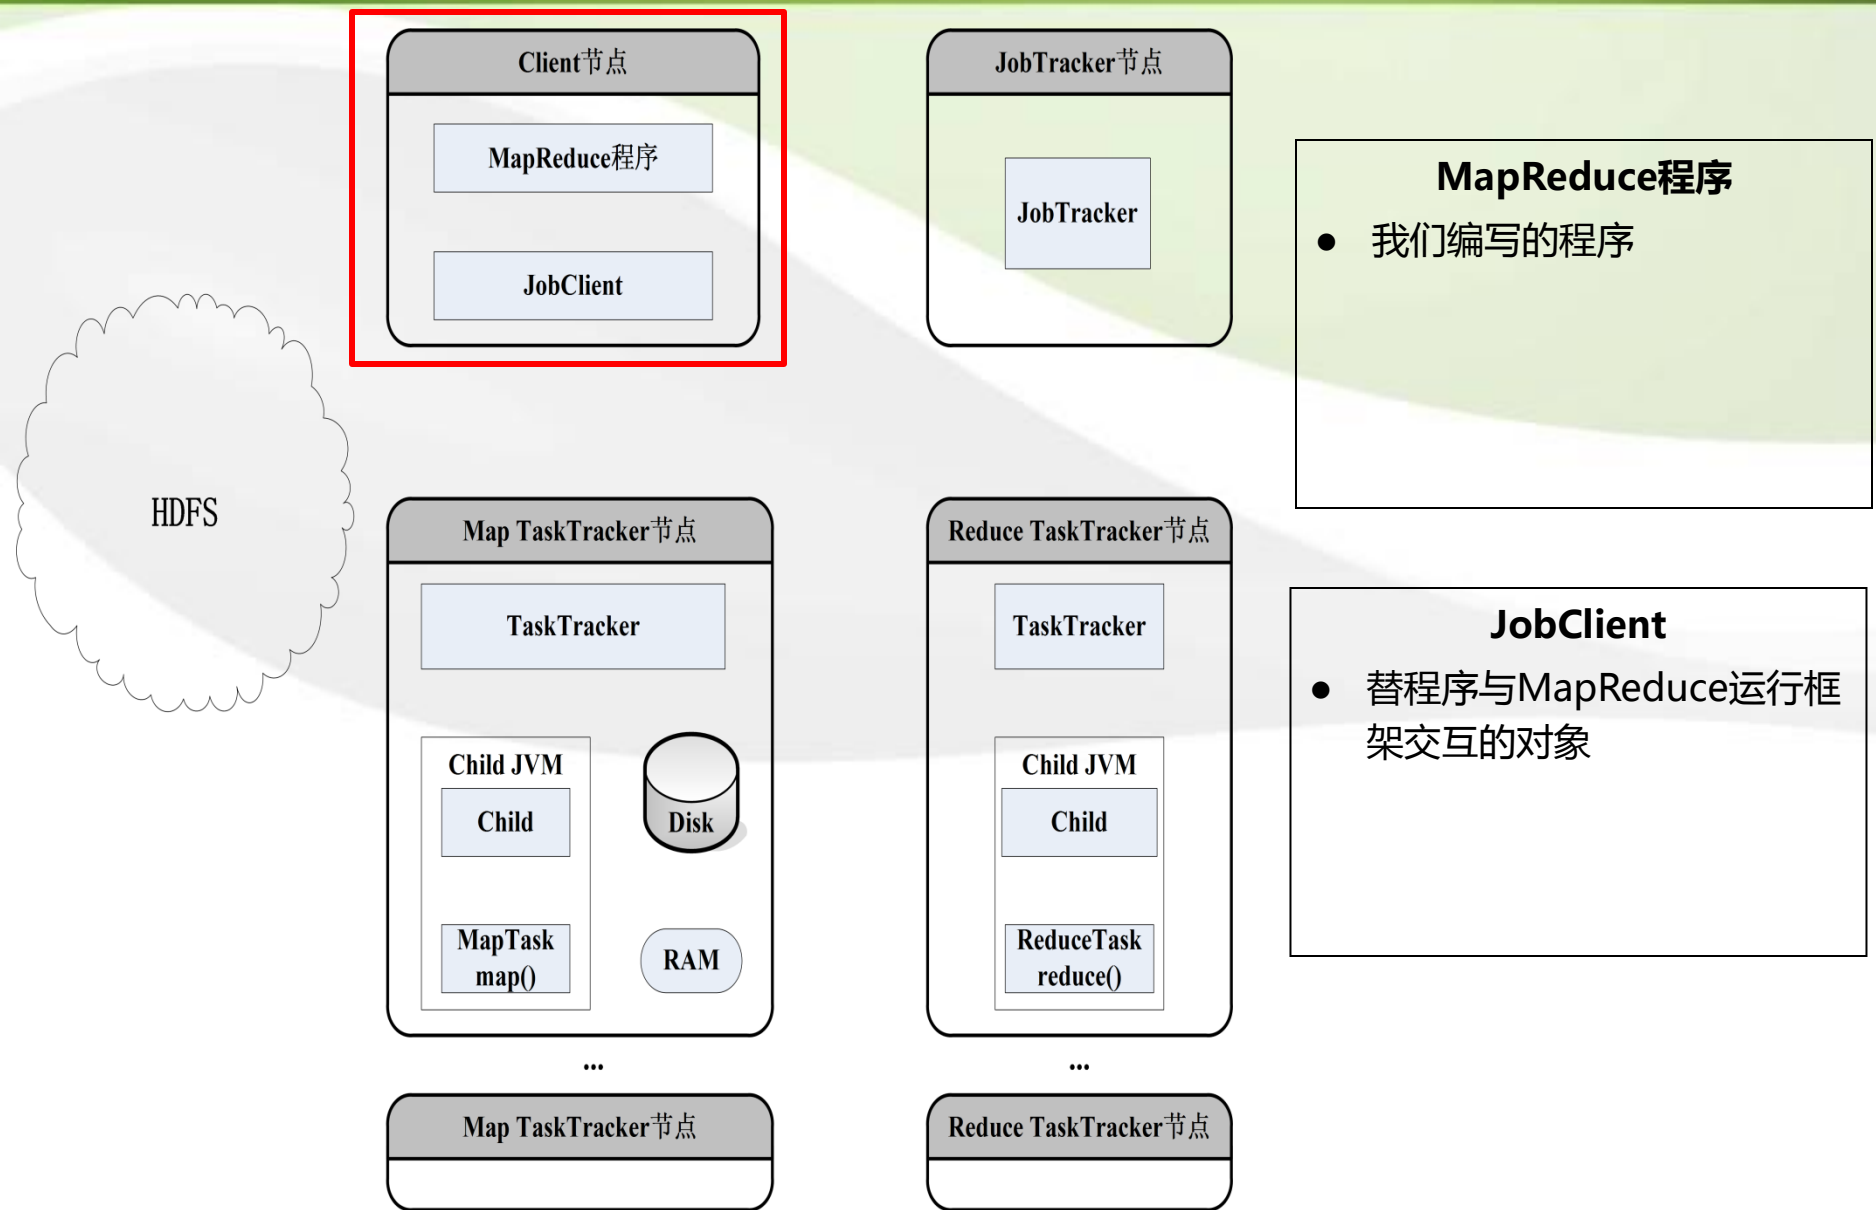 Client节点
MapReduce程序
JobClient
JobTracker节点
JobTracker
MapReduce程序
● 我们编写的程序
HDFS
Map TaskTracker节点
TaskTracker
Child JVM
Child
Disk
MapTask
map()
RAM
...
Map TaskTracker节点
Reduce TaskTracker节点
TaskTracker
Child JVM
Child
ReduceTask
reduce()
...
Reduce TaskTracker节点
JobClient
● 替程序与MapReduce运行框
架交互的对象